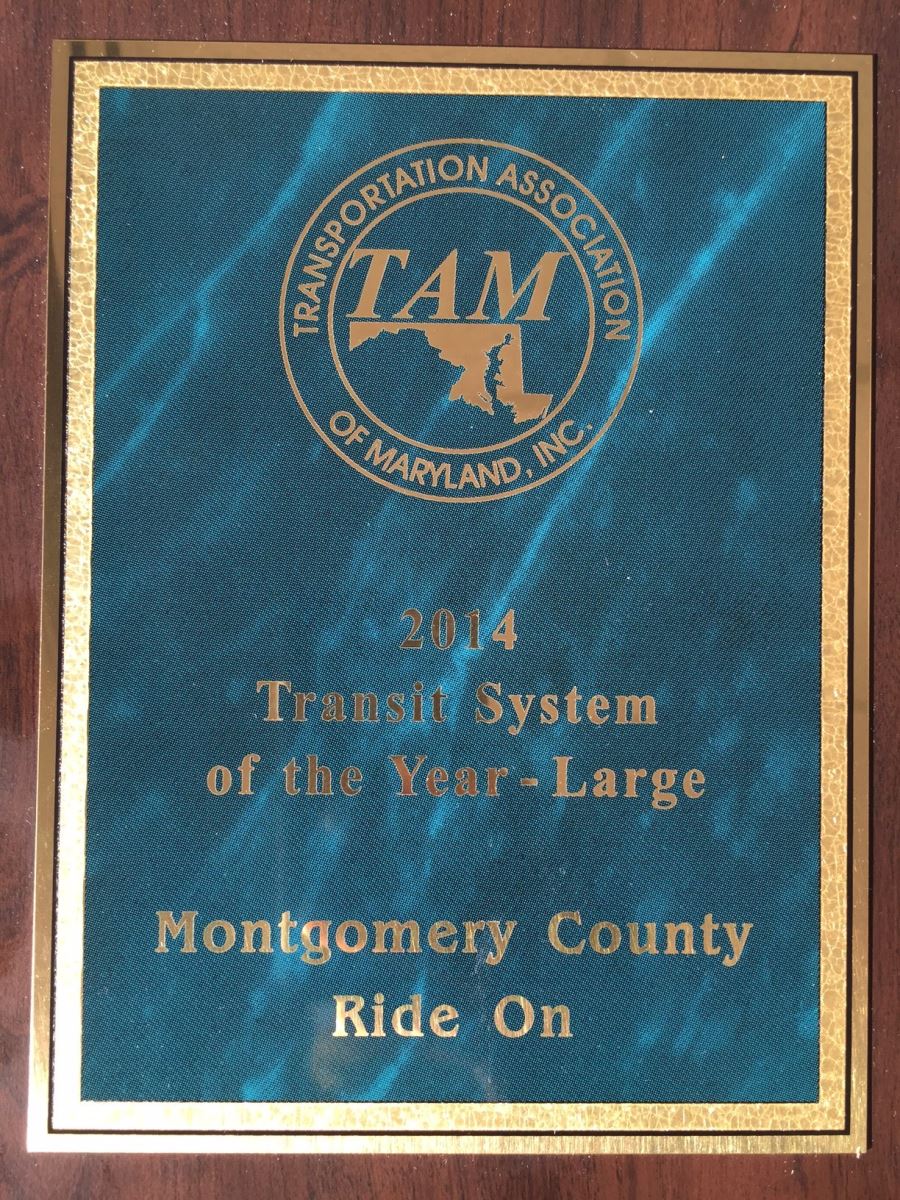 TRANSPORTATION ASSOCIATION
TAM
OF MARYLAND, INC.
2014
Transit System
of the Year - Large
Montgomery County
Ride On